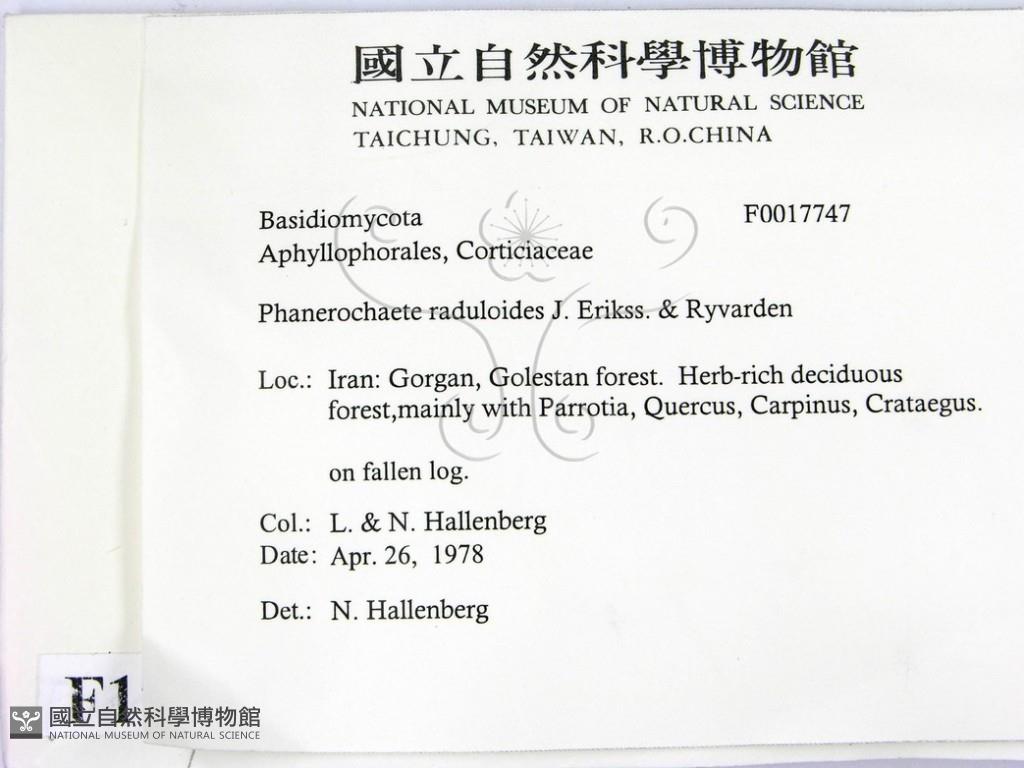 國立自然科學博物館
NATIONAL MUSEUM OF NATURAL SCIENCE
TAICHUNG, TAIWAN, R.O.CHINA
Basidiomycota F0017747
Aphyllophorales, Corticiaceae
Phanerochaete raduloides J. Erikss. & Ryvarden
Loc.: Iran: Gorgan, Golestan forest. Herb-rich deciduous
forest,mainly with Parrotia, Quercus, Carpinus, Crataegus.
on fallen log.
Col.: L. & N. Hallenberg
Date: Apr. 26, 1978
Det.: N. Hallenberg
F1
國立自然科學博物館
NATIONAL MUSEUM OF NATURAL SCIENCE